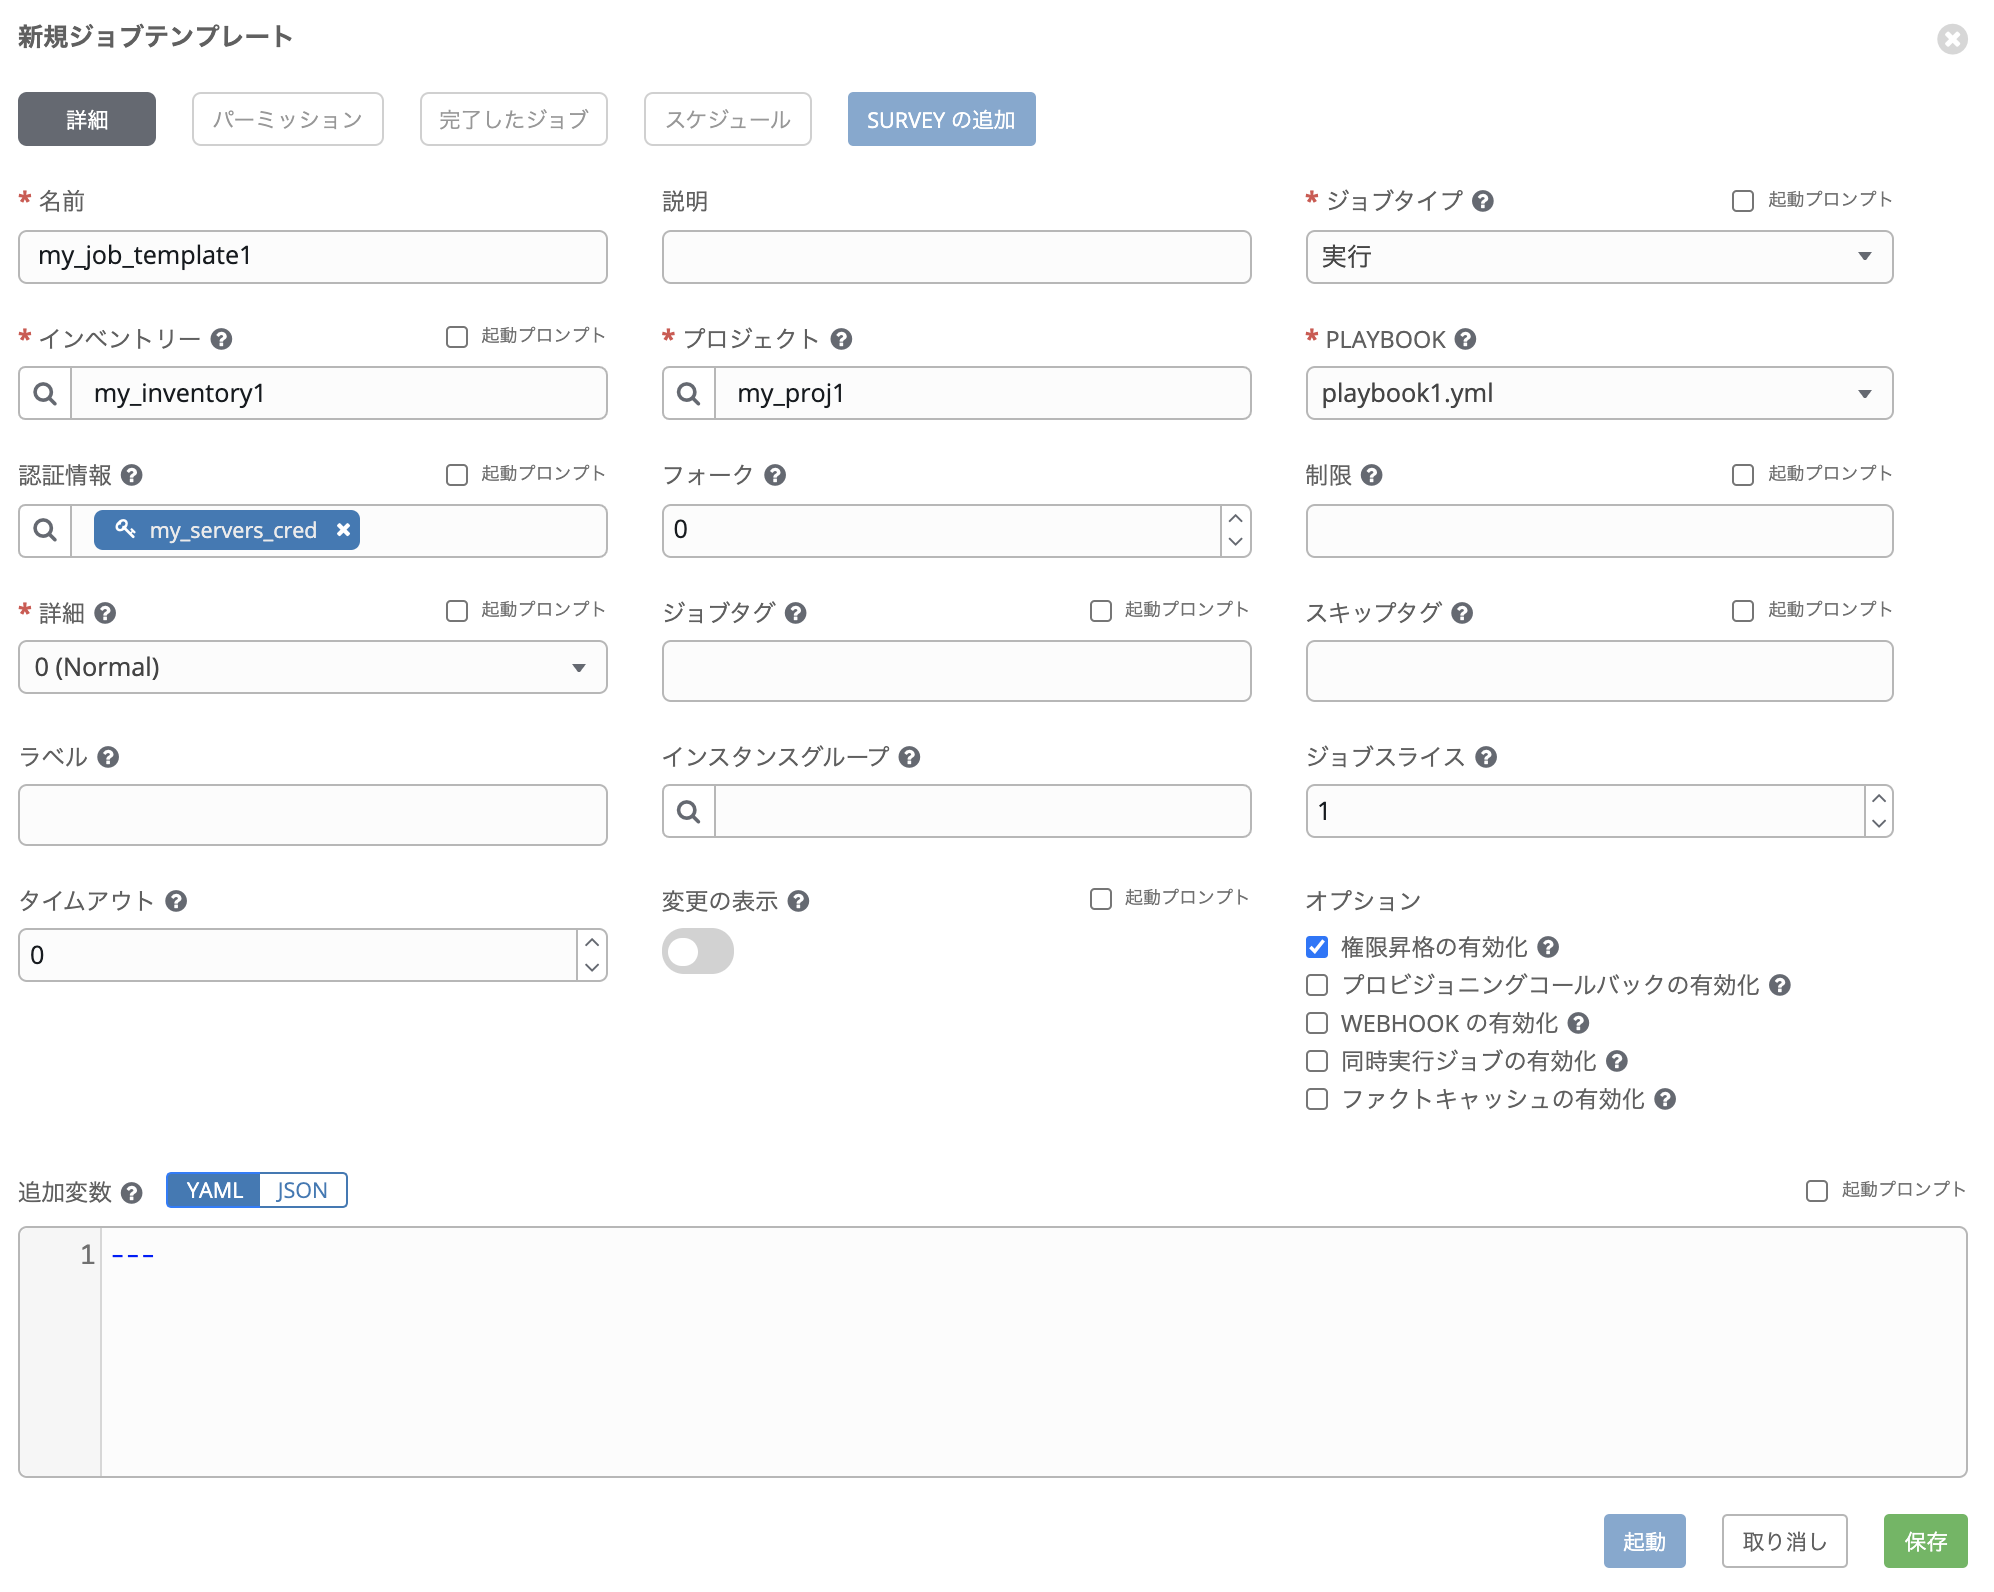 新規ジョブテンプレート
詳細 パーミッション 完了したジョブ スケジュール SURVEY の追加
* 名前 説明 * ジョブタイプ 起動プロンプト
my_job_template1 実行
* インベントリー 起動プロンプト * プロジェクト * PLAYBOOK
my_inventory1 my_proj1 playbook1.yml
認証情報 起動プロンプト フォーク 制限 起動プロンプト
my_servers_cred 0
* 詳細 起動プロンプト ジョブタグ 起動プロンプト スキップタグ 起動プロンプト
0 (Normal)
ラベル インスタンスグループ ジョブスライス
1
タイムアウト 変更の表示 起動プロンプト オプション
0
権限昇格の有効化
プロビジョニングコールバックの有効化
WEBHOOK の有効化
同時実行ジョブの有効化
ファクトキャッシュの有効化
追加変数 YAML JSON 起動プロンプト
1 ---
起動 取り消し 保存